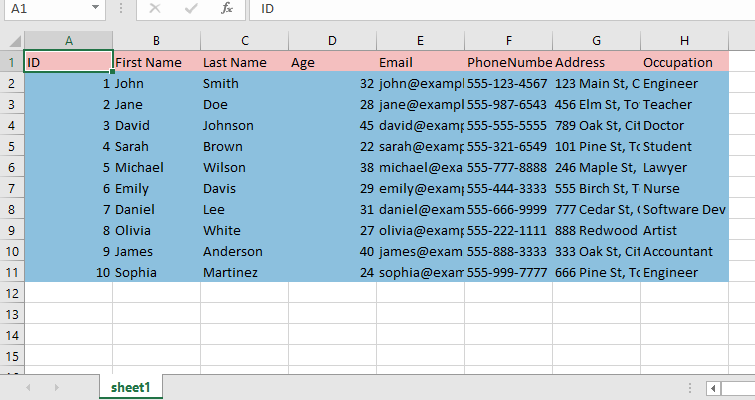 A1 fx ID
A B C D E F G H
1 ID First Name Last Name Age Email PhoneNumbe Address Occupation
2 1 John Smith 32 john@exampl 555-123-4567 123 Main St, C Engineer
3 2 Jane Doe 28 jane@exampl 555-987-6543 456 Elm St, To Teacher
4 3 David Johnson 45 david@examp 555-555-5555 789 Oak St, Cit Doctor
5 4 Sarah Brown 22 sarah@examp 555-321-6549 101 Pine St, To Student
6 5 Michael Wilson 38 michael@exa 555-777-8888 246 Maple St, Lawyer
7 6 Emily Davis 29 emily@examp 555-444-3333 555 Birch St, T Nurse
8 7 Daniel Lee 31 daniel@exam 555-666-9999 777 Cedar St, Software Dev
9 8 Olivia White 27 olivia@examp 555-222-1111 888 Redwood Artist
10 9 James Anderson 40 james@exam 555-888-3333 333 Oak St, Cit Accountant
11 10 Sophia Martinez 24 sophia@exam 555-999-7777 666 Pine St, To Engineer
12
13
14
15
sheet1